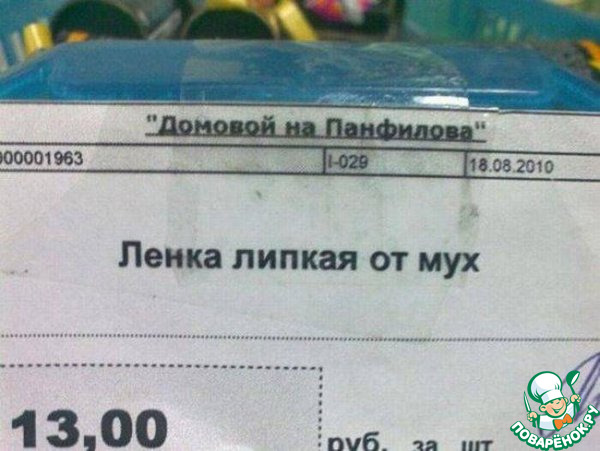 "Домовой на Панфилова"
000001963 I-029 18.08.2010
Ленка липкая от мух
13,00 руб. за шт
ПОВАРЁНОК.РУ